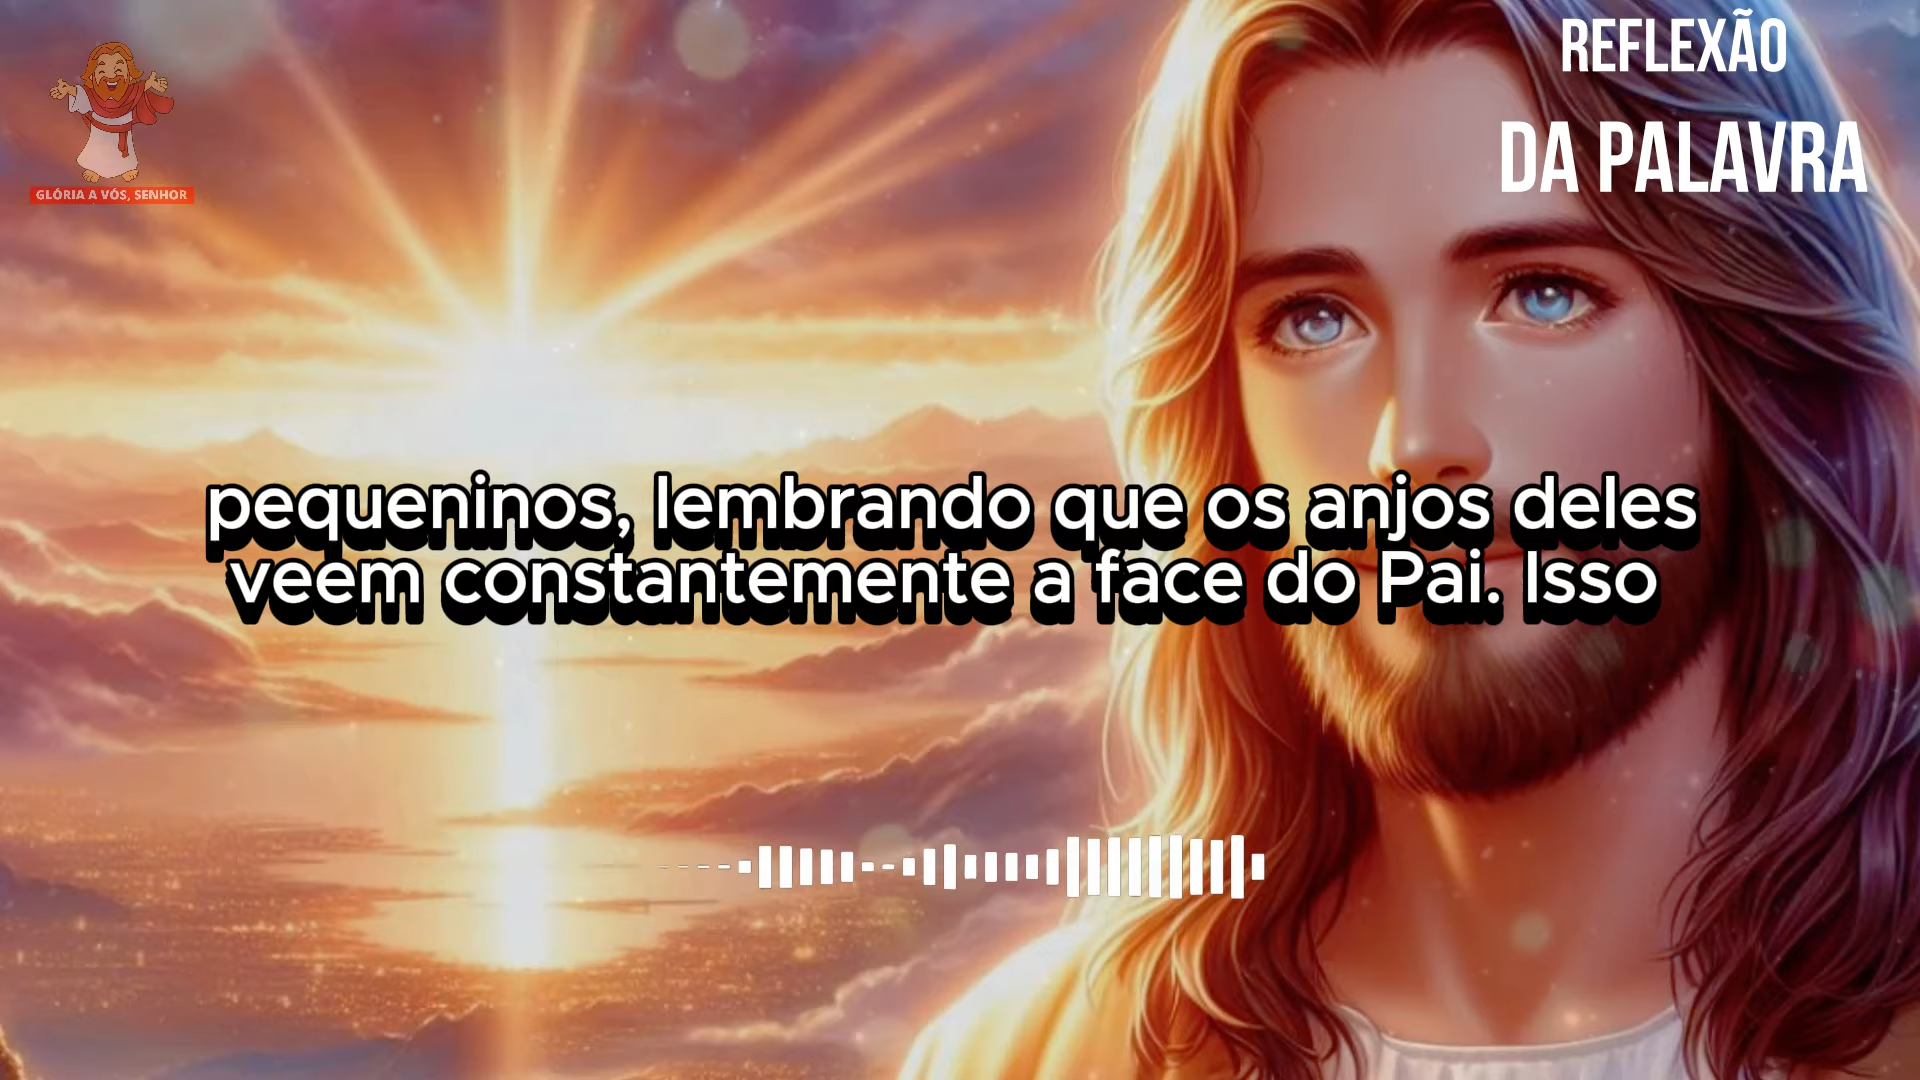 REFLEXÃO
DA PALAVRA
GLÓRIA A VÓS, SENHOR
pequeninos, lembrando que os anjos deles
veem constantemente a face do Pai. Isso